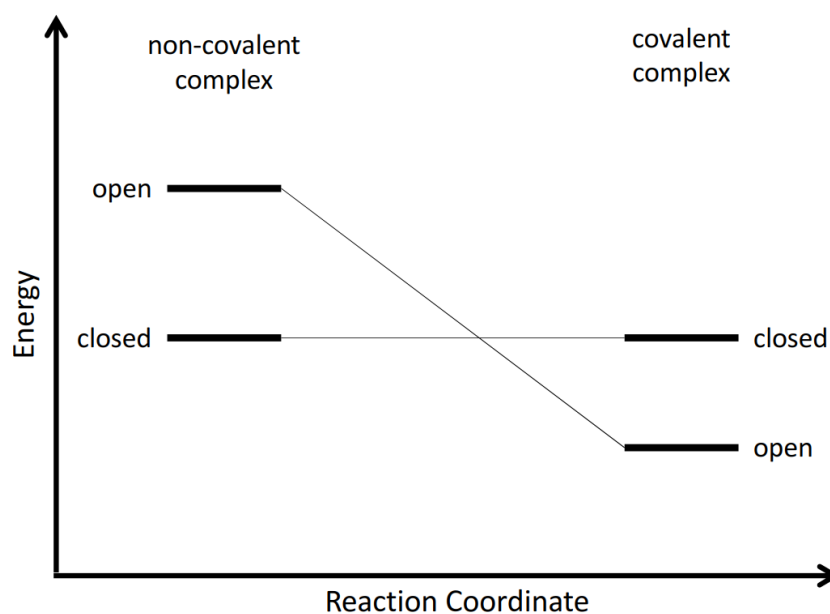 non-covalent
complex
covalent
complex
open
closed
closed
open
Energy
Reaction Coordinate